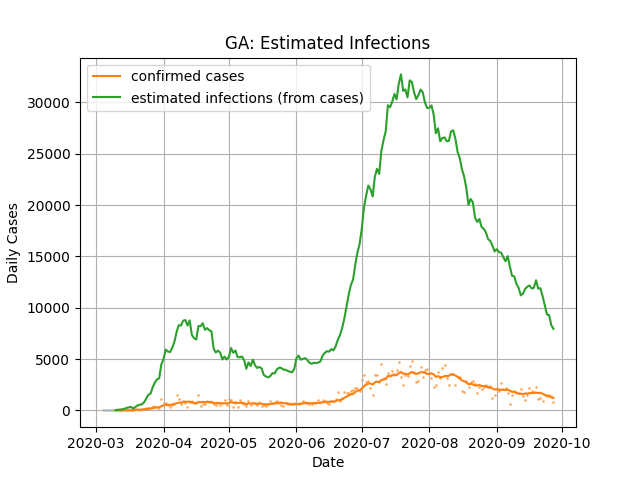 GA: Estimated Infections
confirmed cases
estimated infections (from cases)
Daily Cases
30000
25000
20000
15000
10000
5000
0
2020-03 2020-04 2020-05 2020-06 2020-07 2020-08 2020-09 2020-10
Date